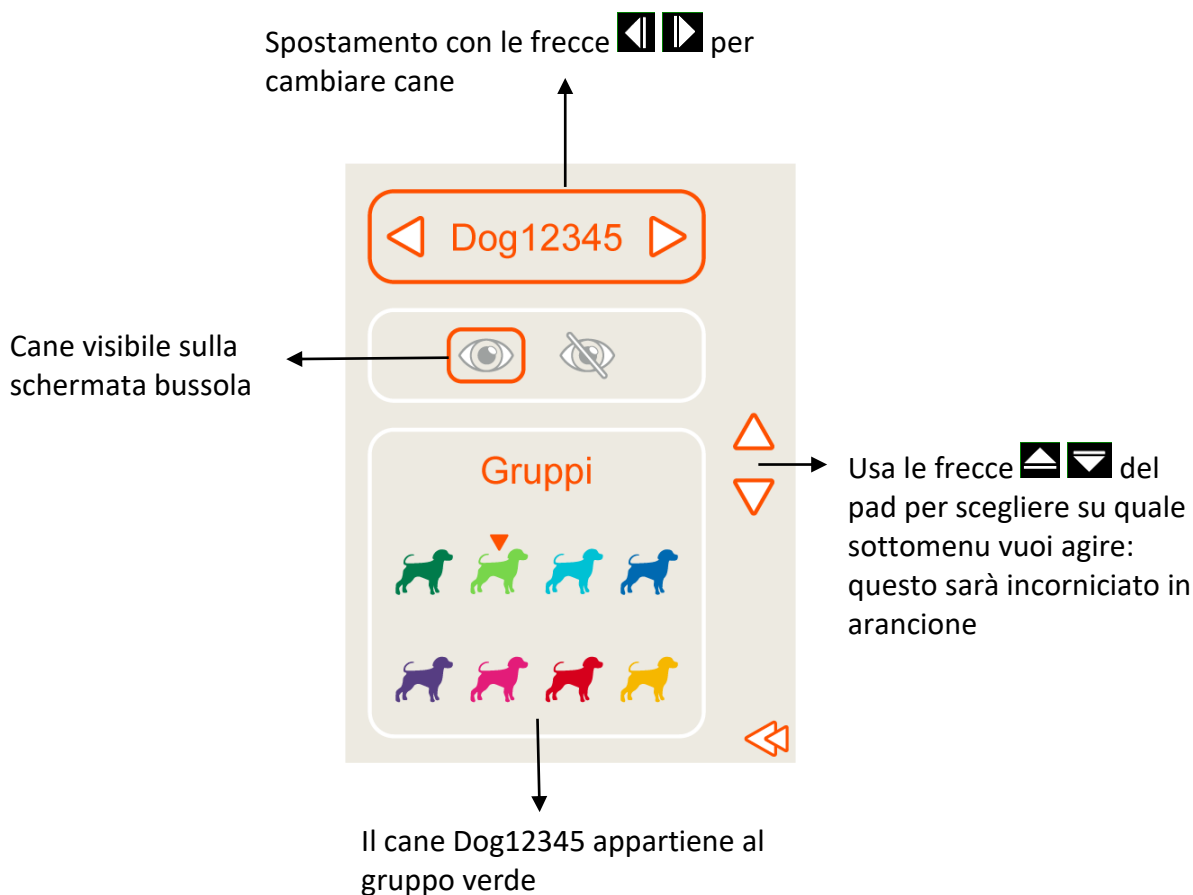 Spostamento con le frecce per
cambiare cane
Dog12345
Cane visibile sulla
schermata bussola
Gruppi
Usa le frecce del
pad per scegliere su quale
sottomenu vuoi agire:
questo sarà incorniciato in
arancione
Il cane Dog12345 appartiene al
gruppo verde